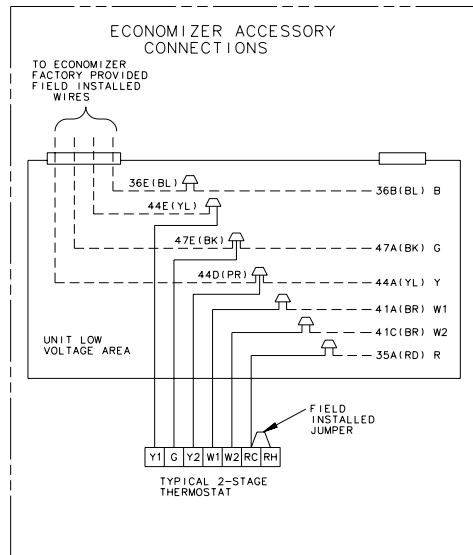 ECONOMIZER ACCESSORY
CONNECTIONS
TO ECONOMIZER
FACTORY PROVIDED
FIELD INSTALLED
WIRES
36E(BL)
36B(BL) B
44E(YL)
47E(BK)
47A(BK) G
44D(PR)
44A(YL) Y
41A(BR) W1
41C(BR) W2
35A(RD) R
UNIT LOW
VOLTAGE AREA
FIELD
INSTALLED
JUMPER
Y1 G Y2 W1 W2 RC RH
TYPICAL 2-STAGE
THERMOSTAT